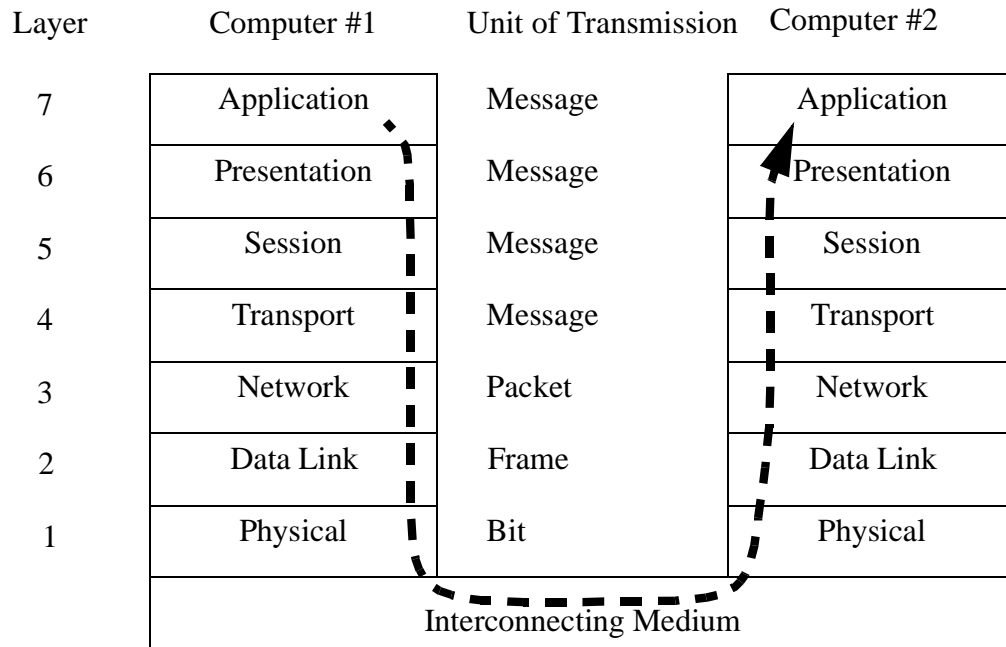 Layer Computer #1 Unit of Transmission Computer #2
7 Application Message Application
6 Presentation Message Presentation
5 Session Message Session
4 Transport Message Transport
3 Network Packet Network
2 Data Link Frame Data Link
1 Physical Bit Physical
Interconnecting Medium